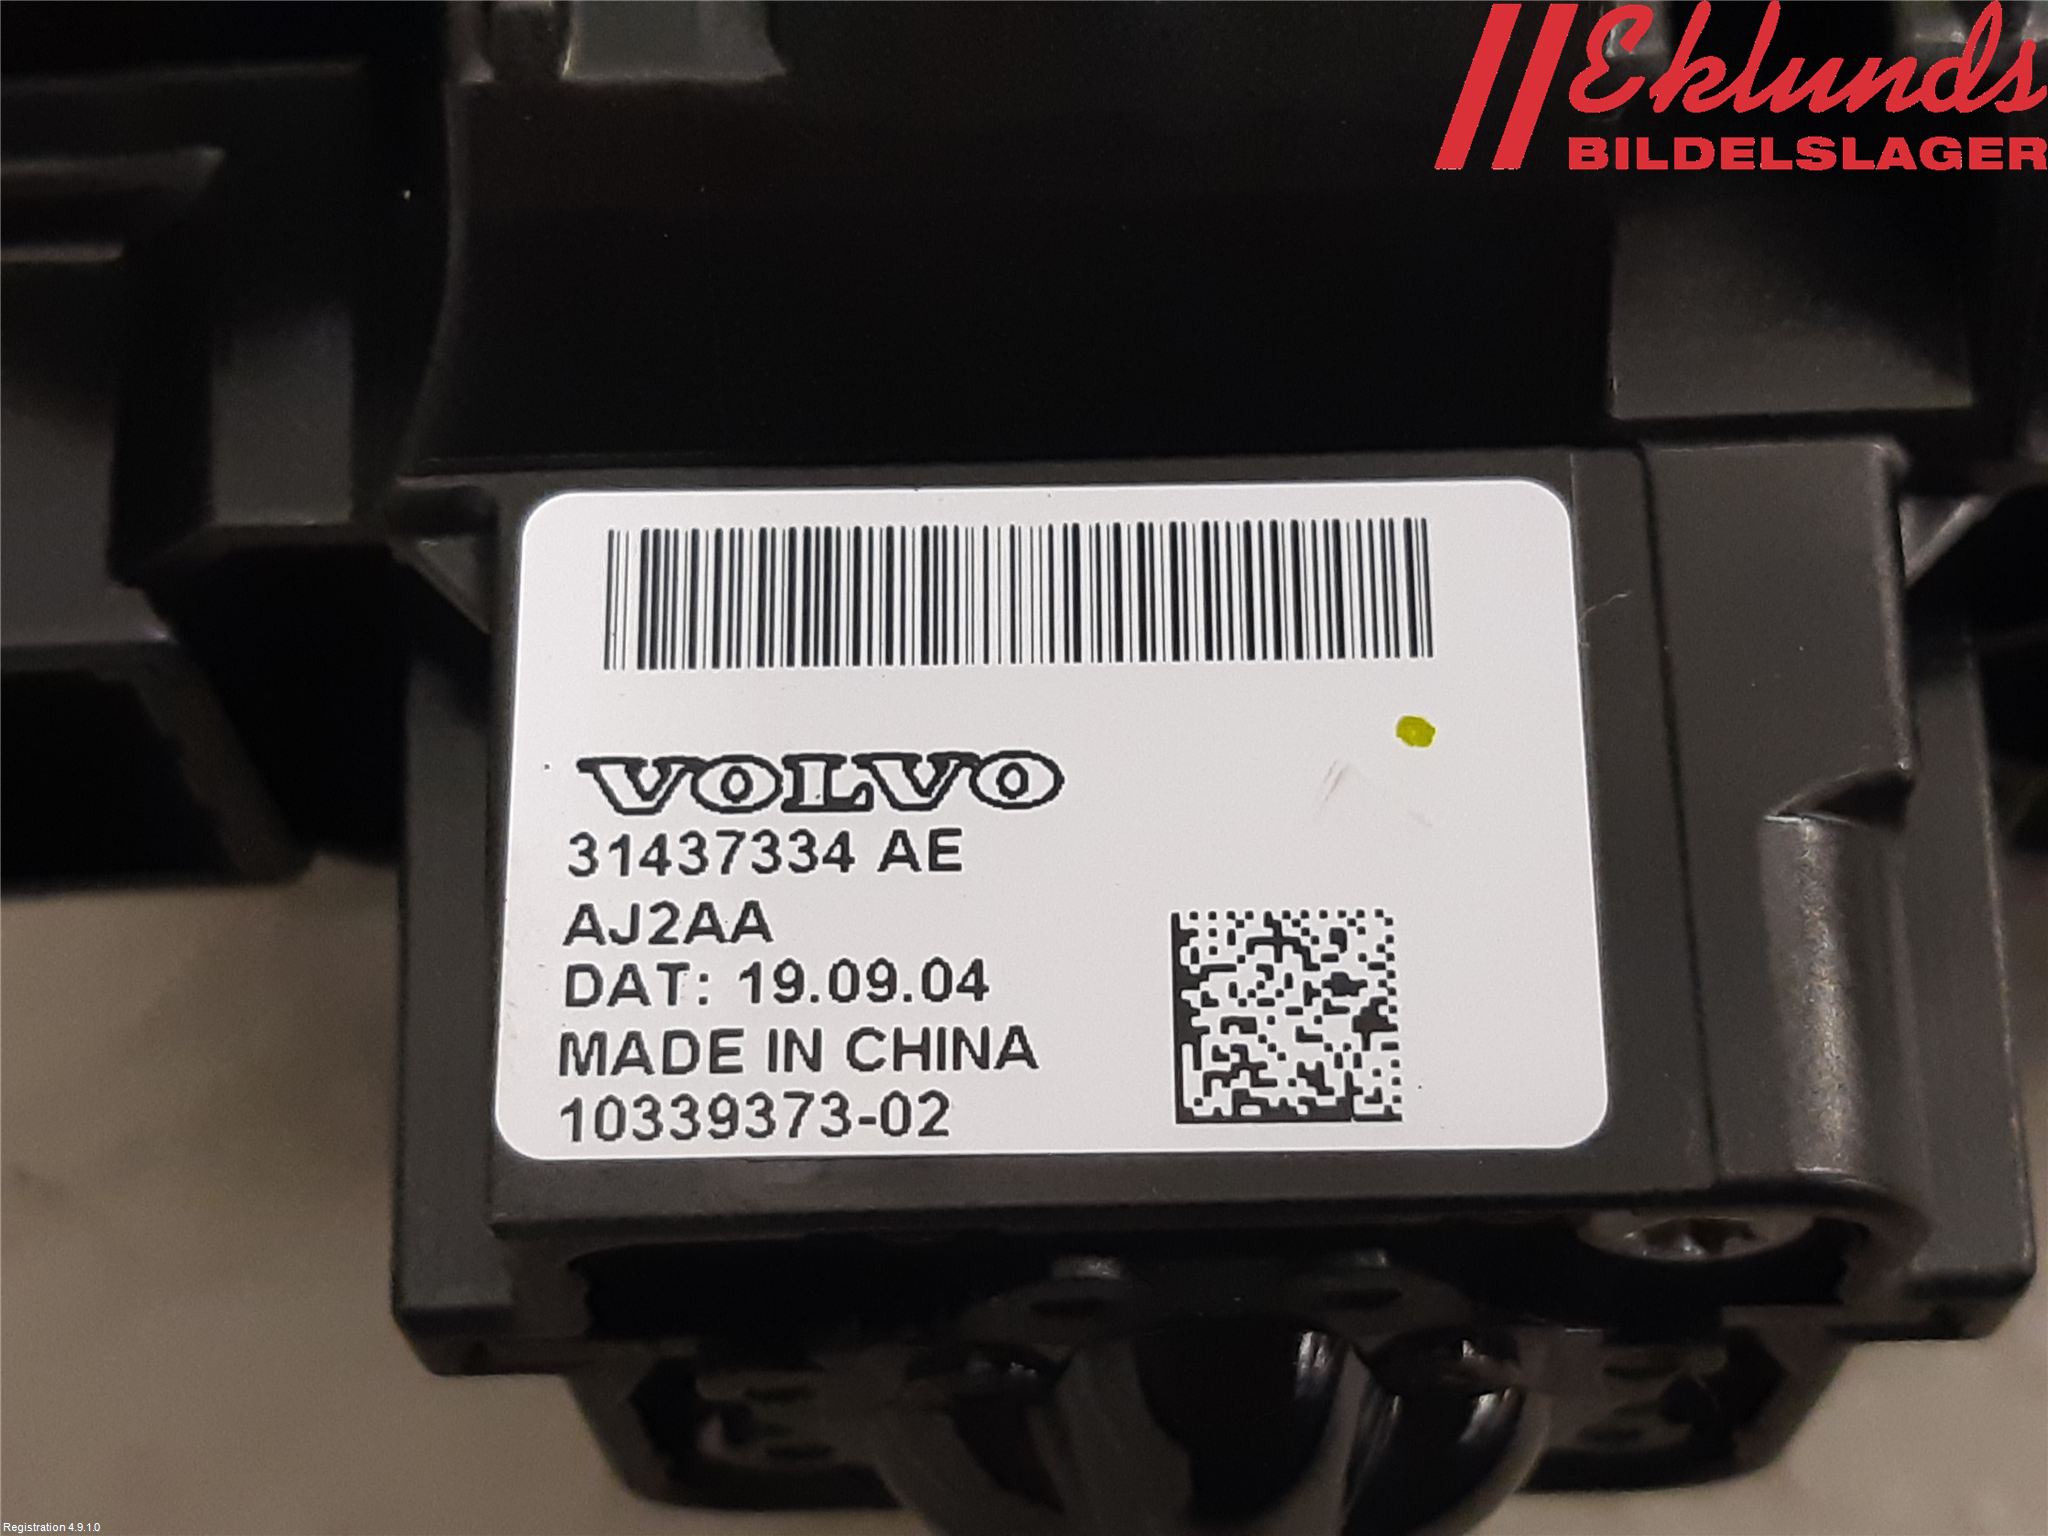 Eklunds
BILDELSLAGER
VOLVO
31437334 AE
AJ2AA
DAT: 19.09.04
MADE IN CHINA
10339373-02
Registration 4.9.1.0